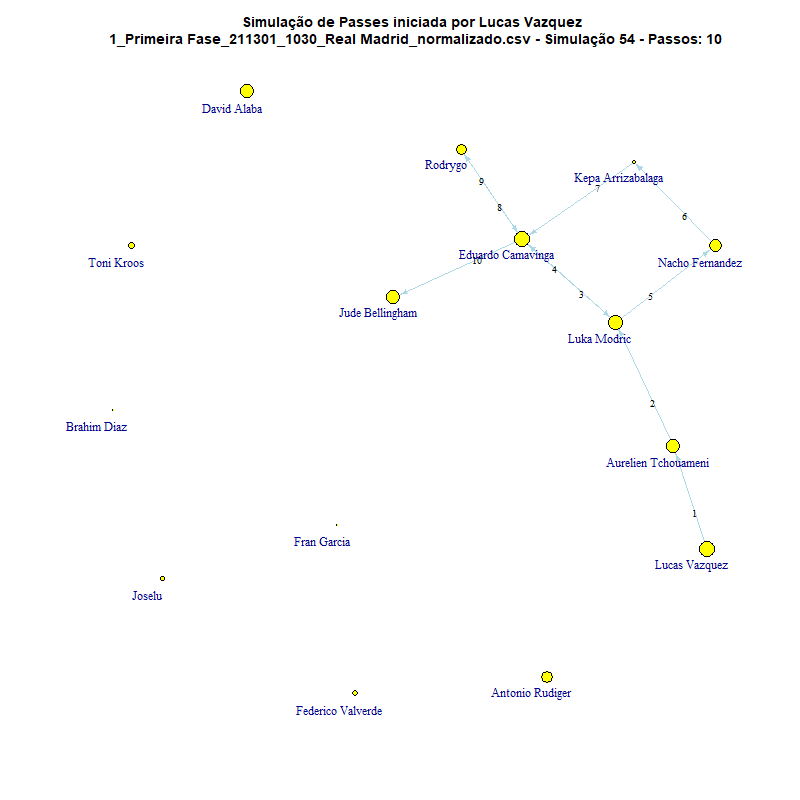 Simulação de Passes iniciada por Lucas Vazquez
1_Primeira Fase_211301_1030_Real Madrid_normalizado.csv - Simulação 54 - Passos: 10
David Alaba
Rodrygo
9
Kepa Arrizabalaga
7
8
6
Toni Kroos
Eduardo Camavinga
10
Nacho Fernandez
4
3
5
Jude Bellingham
Luka Modric
2
Brahim Diaz
Aurelien Tchouameni
1
Fran Garcia
Lucas Vazquez
Joselu
Antonio Rudiger
Federico Valverde